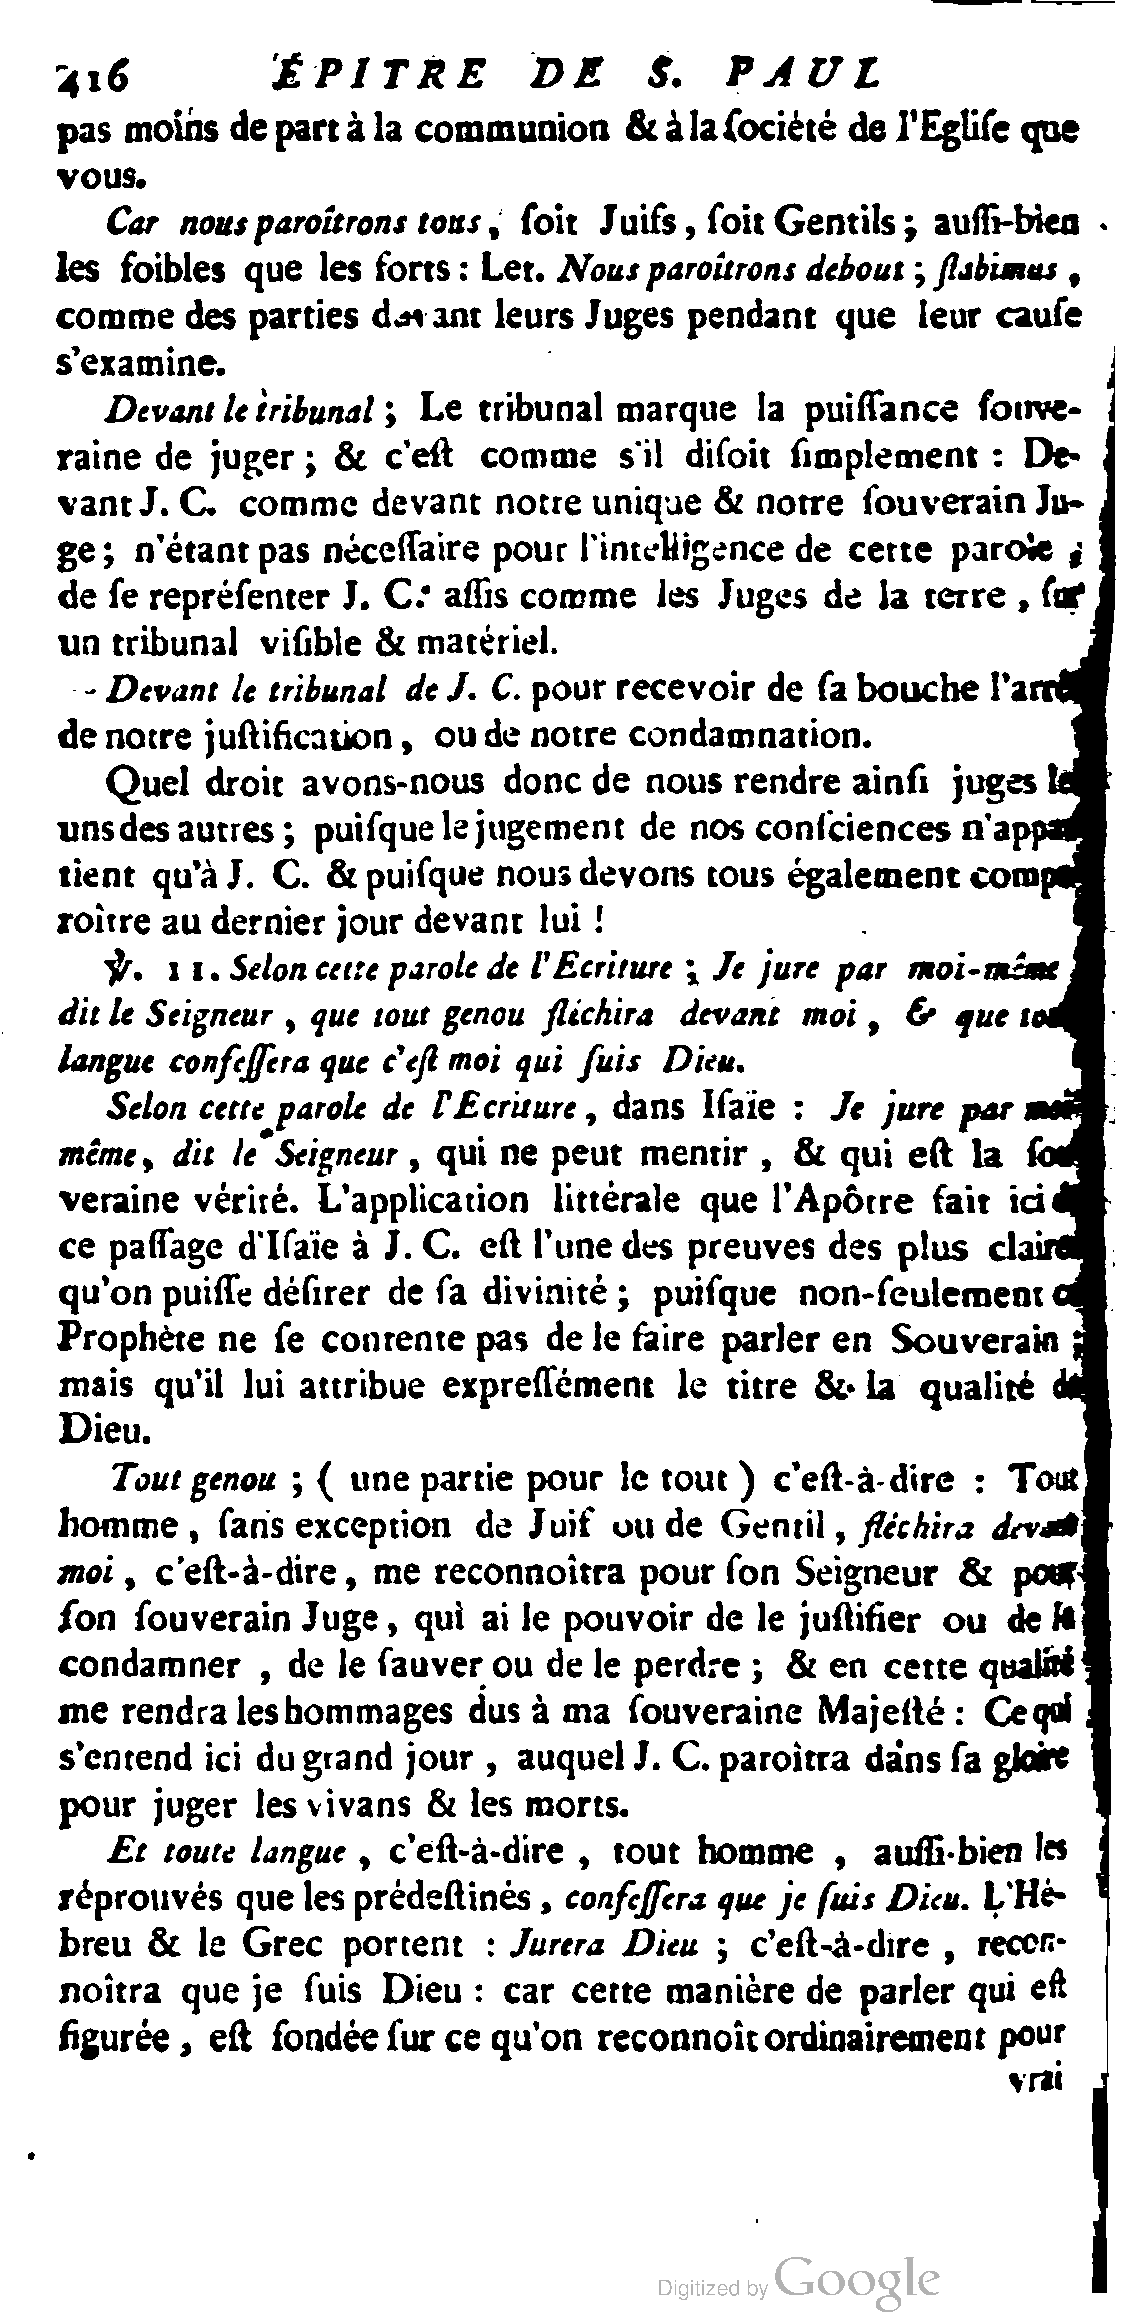 416 ÉPITRE DE S. PAUL
pas moins de part à la communion & à la ſociété de l'Egliſe que
vous.
Car nous paroîtrons tous, ſoit Juifs, ſoit Gentils; auſſi-bien
les foibles que les forts : Let. Nous paroîtrons debout ; ſtabimus,
comme des parties devant leurs Juges pendant que leur cauſe
s'examine.
Devant le tribunal ; Le tribunal marque la puiſſance ſouve-
raine de juger ; & c'eſt comme s'il diſoit ſimplement : De-
vant J. C. comme devant notre unique & notre ſouverain Ju-
ge ; n'étant pas néceſſaire pour l'intelligence de cette parole ;
de ſe repréſenter J. C. aſſis comme les Juges de la terre, ſur
un tribunal viſible & matériel.
- Devant le tribunal de J. C. pour recevoir de ſa bouche
de notre juſtification, ou de notre condamnation.
Quel droit avons-nous donc de nous rendre ainſi juges
uns des autres ; puiſque le jugement de nos conſciences
tient qu'à J. C. & puiſque nous devons tous également
roître au dernier jour devant lui !
℣. 11. Selon cette parole de l'Ecriture ; Je jure par moi-même
dit le Seigneur, que tout genou fléchira devant moi, & que
langue confeſſera que c'eſt moi qui ſuis Dieu.
Selon cette parole de l'Ecriture, dans Iſaïe : Je jure par
même, dit le Seigneur, qui ne peut mentir, & qui eſt la
veraine vérité. L'application littérale que l'Apôtre fait ici
ce paſſage d'Iſaïe à J. C. eſt l'une des preuves des plus
qu'on puiſſe déſirer de ſa divinité ; puiſque non-ſeulement
Prophète ne ſe contente pas de le faire parler en Souverain ;
mais qu'il lui attribue expreſſément le titre & la qualité de
Dieu.
Tout genou ; ( une partie pour le tout ) c'eſt-à-dire : Tout
homme, ſans exception de Juif ou de Gentil, fléchira devant
moi, c'eſt-à-dire, me reconnoîtra pour ſon Seigneur & pour
ſon ſouverain Juge, qui ai le pouvoir de le juſtifier ou de le
condamner, de le ſauver ou de le perdre ; & en cette qualité
me rendra les hommages dus à ma ſouveraine Majeſté : Ce qui
s'entend ici du grand jour, auquel J. C. paroîtra dans ſa gloire
pour juger les vivans & les morts.
Et toute langue, c'eſt-à-dire, tout homme, auſſi-bien les
réprouvés que les prédeſtinés, confeſſera que je ſuis Dieu. L'Hé-
breu & le Grec portent : Jurera Dieu ; c'eſt-à-dire, recon-
noîtra que je ſuis Dieu : car cette manière de parler qui eſt
figurée, eſt fondée ſur ce qu'on reconnoît ordinairement pour
vrai
Digitized by Google